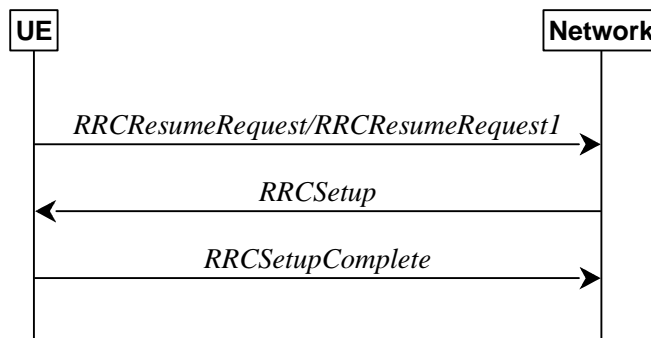 UE
Network
RRCResumeRequest/RRCResumeRequest1
RRCSetup
RRCSetupComplete